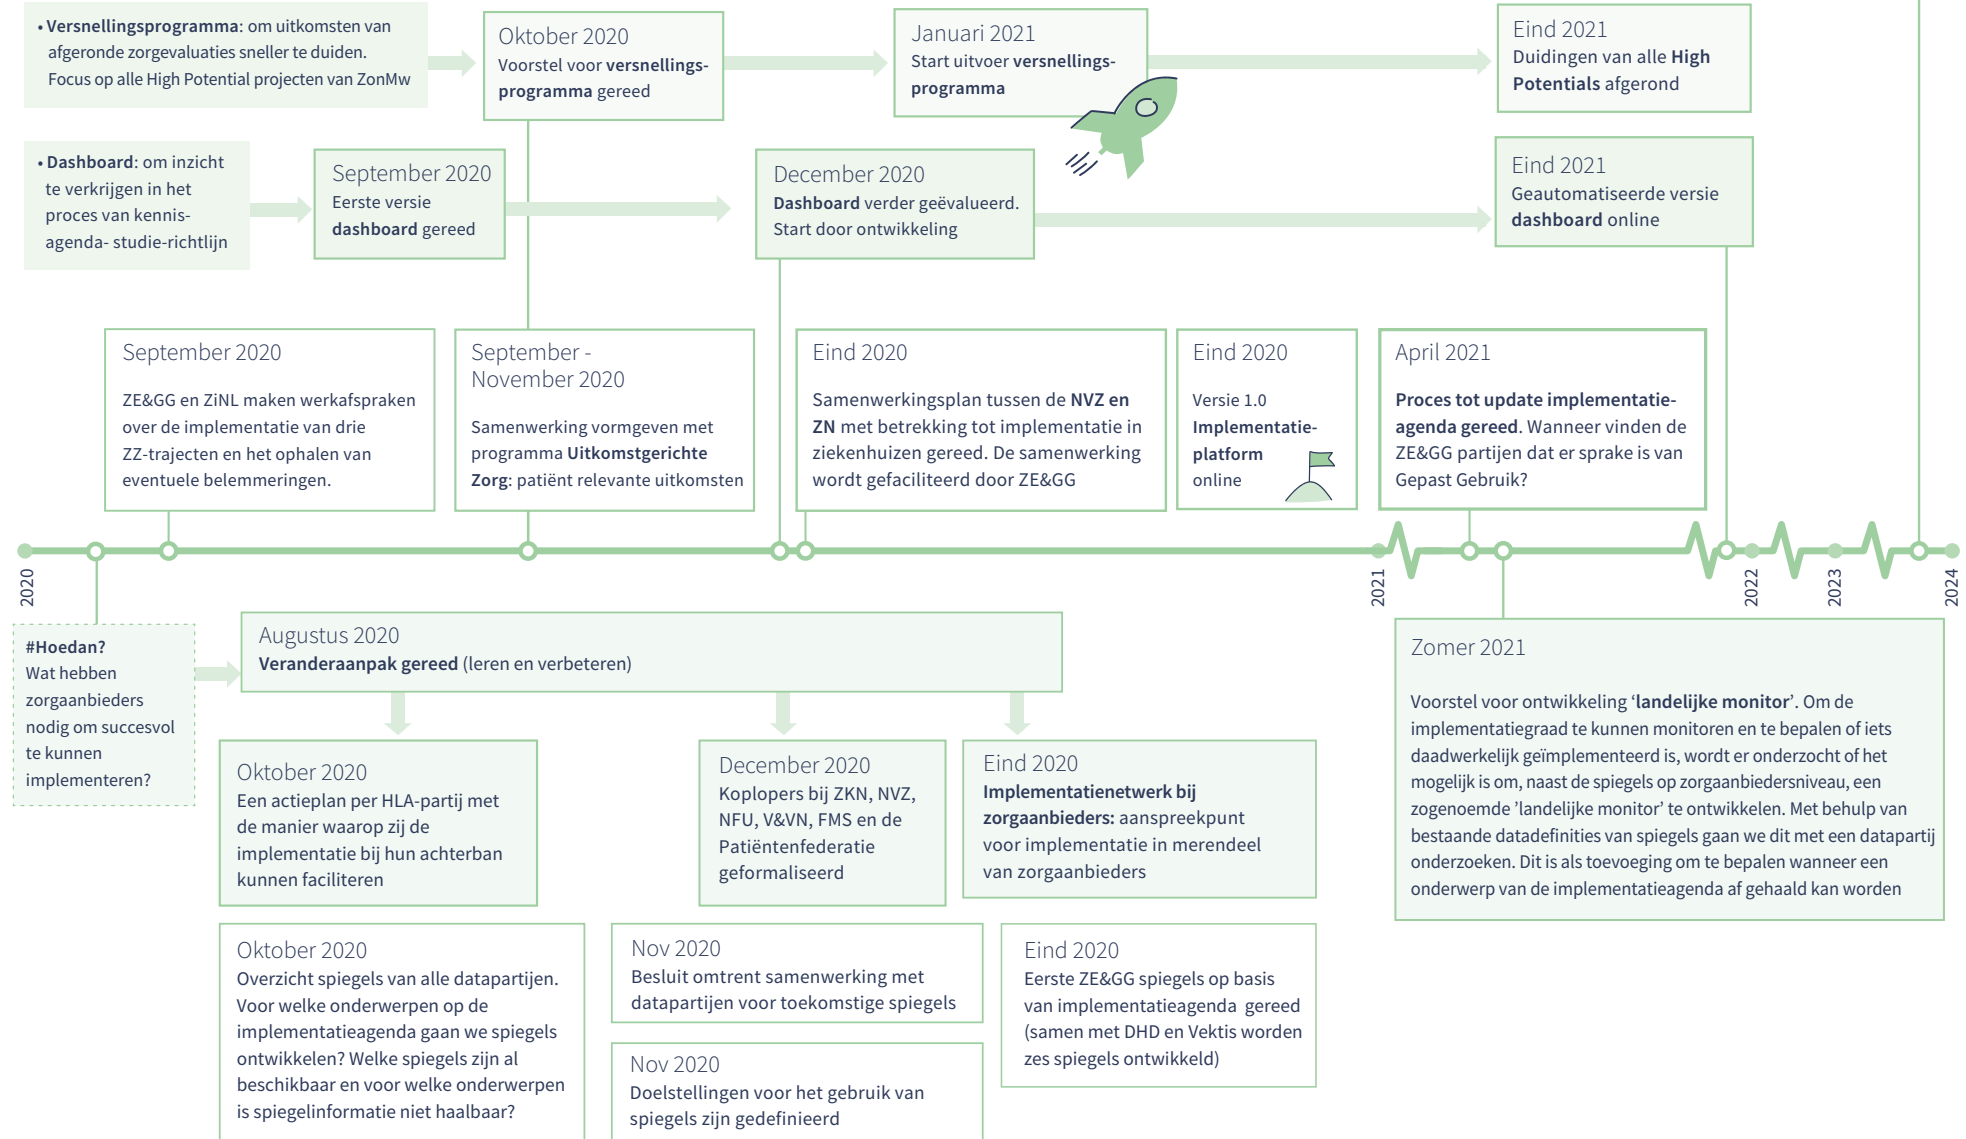 • Versnellingsprogramma: om uitkomsten van
afgeronde zorgevaluaties sneller te duiden.
Focus op alle High Potential projecten van ZonMw
Oktober 2020
Voorstel voor versnellings-
programma gereed
Januari 2021
Start uitvoer versnellings-
programma
Eind 2021
Duidingen van alle High
Potentials afgerond
• Dashboard: om inzicht
te verkrijgen in het
proces van kennis-
agenda- studie-richtlijn
September 2020
Eerste versie
dashboard gereed
December 2020
Dashboard verder geëvalueerd.
Start door ontwikkeling
Eind 2021
Geautomatiseerde versie
dashboard online
September 2020
ZE&GG en ZiNL maken werkafspraken
over de implementatie van drie
ZZ-trajecten en het ophalen van
eventuele belemmeringen.
September -
November 2020
Samenwerking vormgeven met
programma Uitkomstgerichte
Zorg: patiënt relevante uitkomsten
Eind 2020
Samenwerkingsplan tussen de NVZ en
ZN met betrekking tot implementatie in
ziekenhuizen gereed. De samenwerking
wordt gefaciliteerd door ZE&GG
Eind 2020
Versie 1.0
Implementatie-
platform
online
April 2021
Proces tot update implementatie-
agenda gereed. Wanneer vinden de
ZE&GG partijen dat er sprake is van
Gepast Gebruik?
2020
2021
2022
2023
2024
#Hoedan?
Wat hebben
zorgaanbieders
nodig om succesvol
te kunnen
implementeren?
Augustus 2020
Veranderaanpak gereed (leren en verbeteren)
Oktober 2020
Een actieplan per HLA-partij met
de manier waarop zij de
implementatie bij hun achterban
kunnen faciliteren
December 2020
Koplopers bij ZKN, NVZ,
NFU, V&VN, FMS en de
Patiëntenfederatie
geformaliseerd
Eind 2020
Implementatienetwerk bij
zorgaanbieders: aanspreekpunt
voor implementatie in merendeel
van zorgaanbieders
Zomer 2021
Voorstel voor ontwikkeling ‘landelijke monitor’. Om de
implementatiegraad te kunnen monitoren en te bepalen of iets
daadwerkelijk geïmplementeerd is, wordt er onderzocht of het
mogelijk is om, naast de spiegels op zorgaanbiedersniveau, een
zogenoemde ’landelijke monitor’ te ontwikkelen. Met behulp van
bestaande datadefinities van spiegels gaan we dit met een datapartij
onderzoeken. Dit is als toevoeging om te bepalen wanneer een
onderwerp van de implementatieagenda af gehaald kan worden
Oktober 2020
Overzicht spiegels van alle datapartijen.
Voor welke onderwerpen op de
implementatieagenda gaan we spiegels
ontwikkelen? Welke spiegels zijn al
beschikbaar en voor welke onderwerpen
is spiegelinformatie niet haalbaar?
Nov 2020
Besluit omtrent samenwerking met
datapartijen voor toekomstige spiegels
Nov 2020
Doelstellingen voor het gebruik van
spiegels zijn gedefinieerd
Eind 2020
Eerste ZE&GG spiegels op basis
van implementatieagenda  gereed
(samen met DHD en Vektis worden
zes spiegels ontwikkeld)